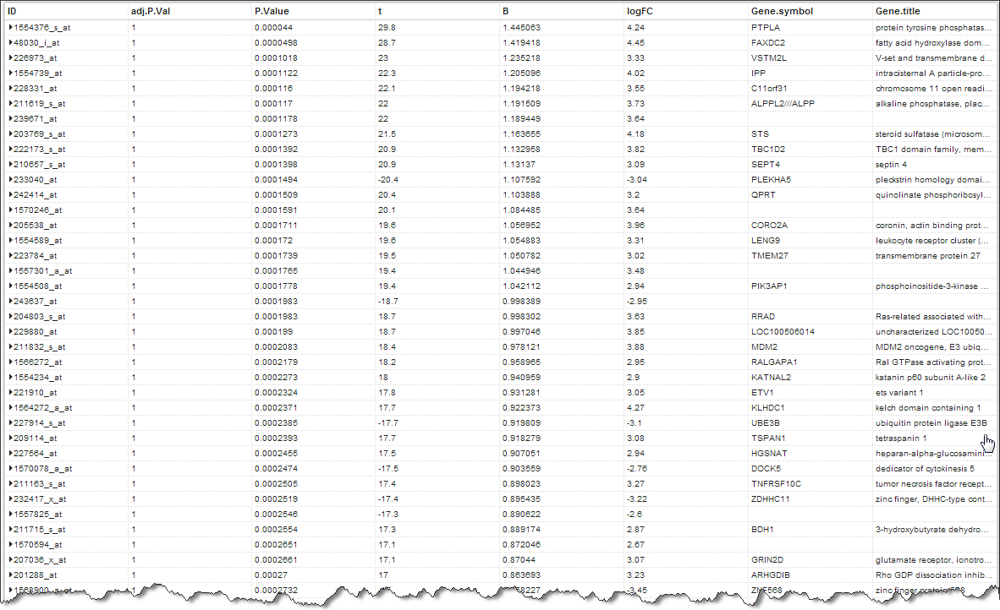 ID adj.P.Val P.Value t B logFC Gene.symbol Gene.title
1554376_s_at 1 0.000044 29.8 1.445063 4.24 PTPLA protein tyrosine phosphatas...
48030_i_at 1 0.0000498 28.7 1.419418 4.45 FAXDC2 fatty acid hydroxylase dom...
226973_at 1 0.0001018 23 1.235218 3.33 VSTM2L V-set and transmembrane d...
1554739_at 1 0.0001122 22.3 1.205096 4.02 IPP intracisternal A particle-pro...
228331_at 1 0.000116 22.1 1.194218 3.55 C11orf31 chromosome 11 open readi...
211619_s_at 1 0.000117 22 1.191509 3.73 ALPPL2///ALPP alkaline phosphatase, plac...
239671_at 1 0.0001178 22 1.189449 3.64
203769_s_at 1 0.0001273 21.5 1.163655 4.18 STS steroid sulfatase (microsom...
222173_s_at 1 0.0001392 20.9 1.132958 3.82 TBC1D2 TBC1 domain family, mem...
210657_s_at 1 0.0001398 20.9 1.13137 3.09 SEPT4 septin 4
233040_at 1 0.0001494 -20.4 1.107592 -3.04 PLEKHA5 pleckstrin homology domai...
242414_at 1 0.0001509 20.4 1.103888 3.2 QPRT quinolinate phosphoribosyl...
1570246_at 1 0.0001591 20.1 1.084485 3.64
205538_at 1 0.0001711 19.6 1.056952 3.96 CORO2A coronin, actin binding prot...
1554589_at 1 0.000172 19.6 1.054883 3.31 LENG9 leukocyte receptor cluster (...
223784_at 1 0.0001739 19.5 1.050782 3.02 TMEM27 transmembrane protein 27
1557301_a_at 1 0.0001765 19.4 1.044946 3.48
1554508_at 1 0.0001778 19.4 1.042112 2.94 PIK3AP1 phosphoinositide-3-kinase ...
243637_at 1 0.0001983 -18.7 0.998389 -2.95
204803_s_at 1 0.0001983 18.7 0.998302 3.63 RRAD Ras-related associated with...
229880_at 1 0.000199 18.7 0.997046 3.85 LOC100506014 uncharacterized LOC10050...
211832_s_at 1 0.0002083 18.4 0.978121 3.88 MDM2 MDM2 oncogene, E3 ubiq...
1566272_at 1 0.0002179 18.2 0.958965 2.95 RALGAPA1 Ral GTPase activating prot...
1554234_at 1 0.0002273 18 0.940959 2.9 KATNAL2 katanin p60 subunit A-like 2
221910_at 1 0.0002324 17.8 0.931281 3.05 ETV1 ets variant 1
1564272_a_at 1 0.0002371 17.7 0.922373 4.27 KLHDC1 kelch domain containing 1
227914_s_at 1 0.0002385 -17.7 0.919809 -3.1 UBE3B ubiquitin protein ligase E3B
209114_at 1 0.0002393 17.7 0.918279 3.08 TSPAN1 tetraspanin 1
227564_at 1 0.0002455 17.5 0.907051 2.94 HGSNAT heparan-alpha-glucosamini...
1570078_a_at 1 0.0002474 -17.5 0.903559 -2.76 DOCK5 dedicator of cytokinesis 5
211163_s_at 1 0.0002505 17.4 0.898023 3.27 TNFRSF10C tumor necrosis factor recept...
232417_x_at 1 0.0002519 -17.4 0.895435 -3.22 ZDHHC11 zinc finger, DHHC-type cont...
1557825_at 1 0.0002546 -17.3 0.890622 -2.6
211715_s_at 1 0.0002554 17.3 0.889174 2.87 BDH1 3-hydroxybutyrate dehydro...
1570594_at 1 0.0002651 17.1 0.872046 2.67
207036_x_at 1 0.0002661 17.1 0.87044 3.07 GRIN2D glutamate receptor, ionotro...
201288_at 1 0.00027 17 0.863693 3.23 ARHGDIB Rho GDP dissociation inhib...
0.0002732 -3.45 ZNF568 zinc finger protein 568